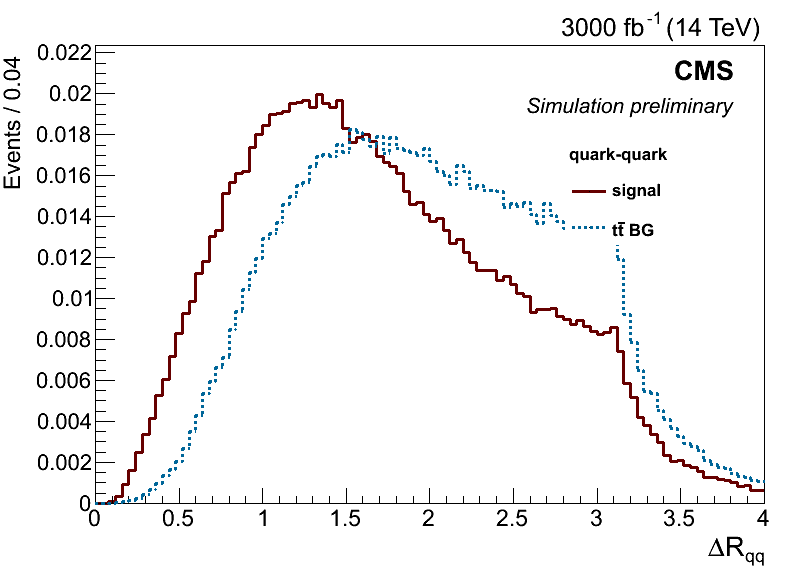 3000 fb⁻¹ (14 TeV)
Events / 0.04
CMS
Simulation preliminary
quark-quark
signal
tt̄ BG
0.022
0.02
0.018
0.016
0.014
0.012
0.01
0.008
0.006
0.004
0.002
0
0 0.5 1 1.5 2 2.5 3 3.5 4
ΔR_qq